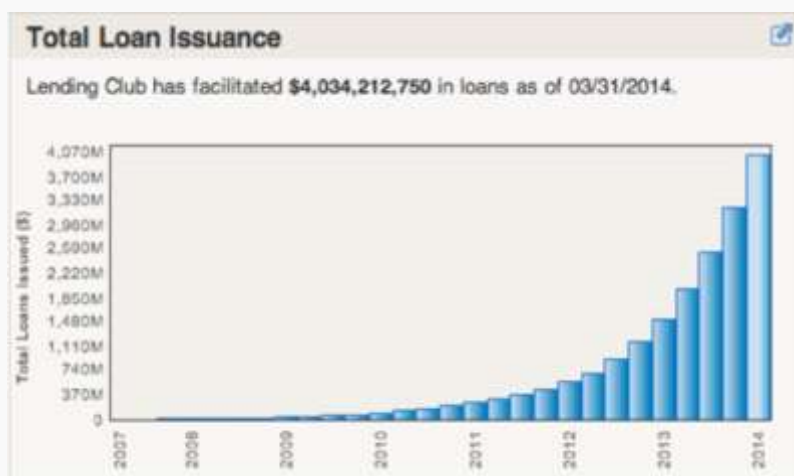 Total Loan Issuance
Lending Club has facilitated $4,034,212,750 in loans as of 03/31/2014.
Total Loans Issued ($)
4,070M
3,700M
3,330M
2,960M
2,590M
2,220M
1,850M
1,480M
1,110M
740M
370M
0
2007
2008
2009
2010
2011
2012
2013
2014